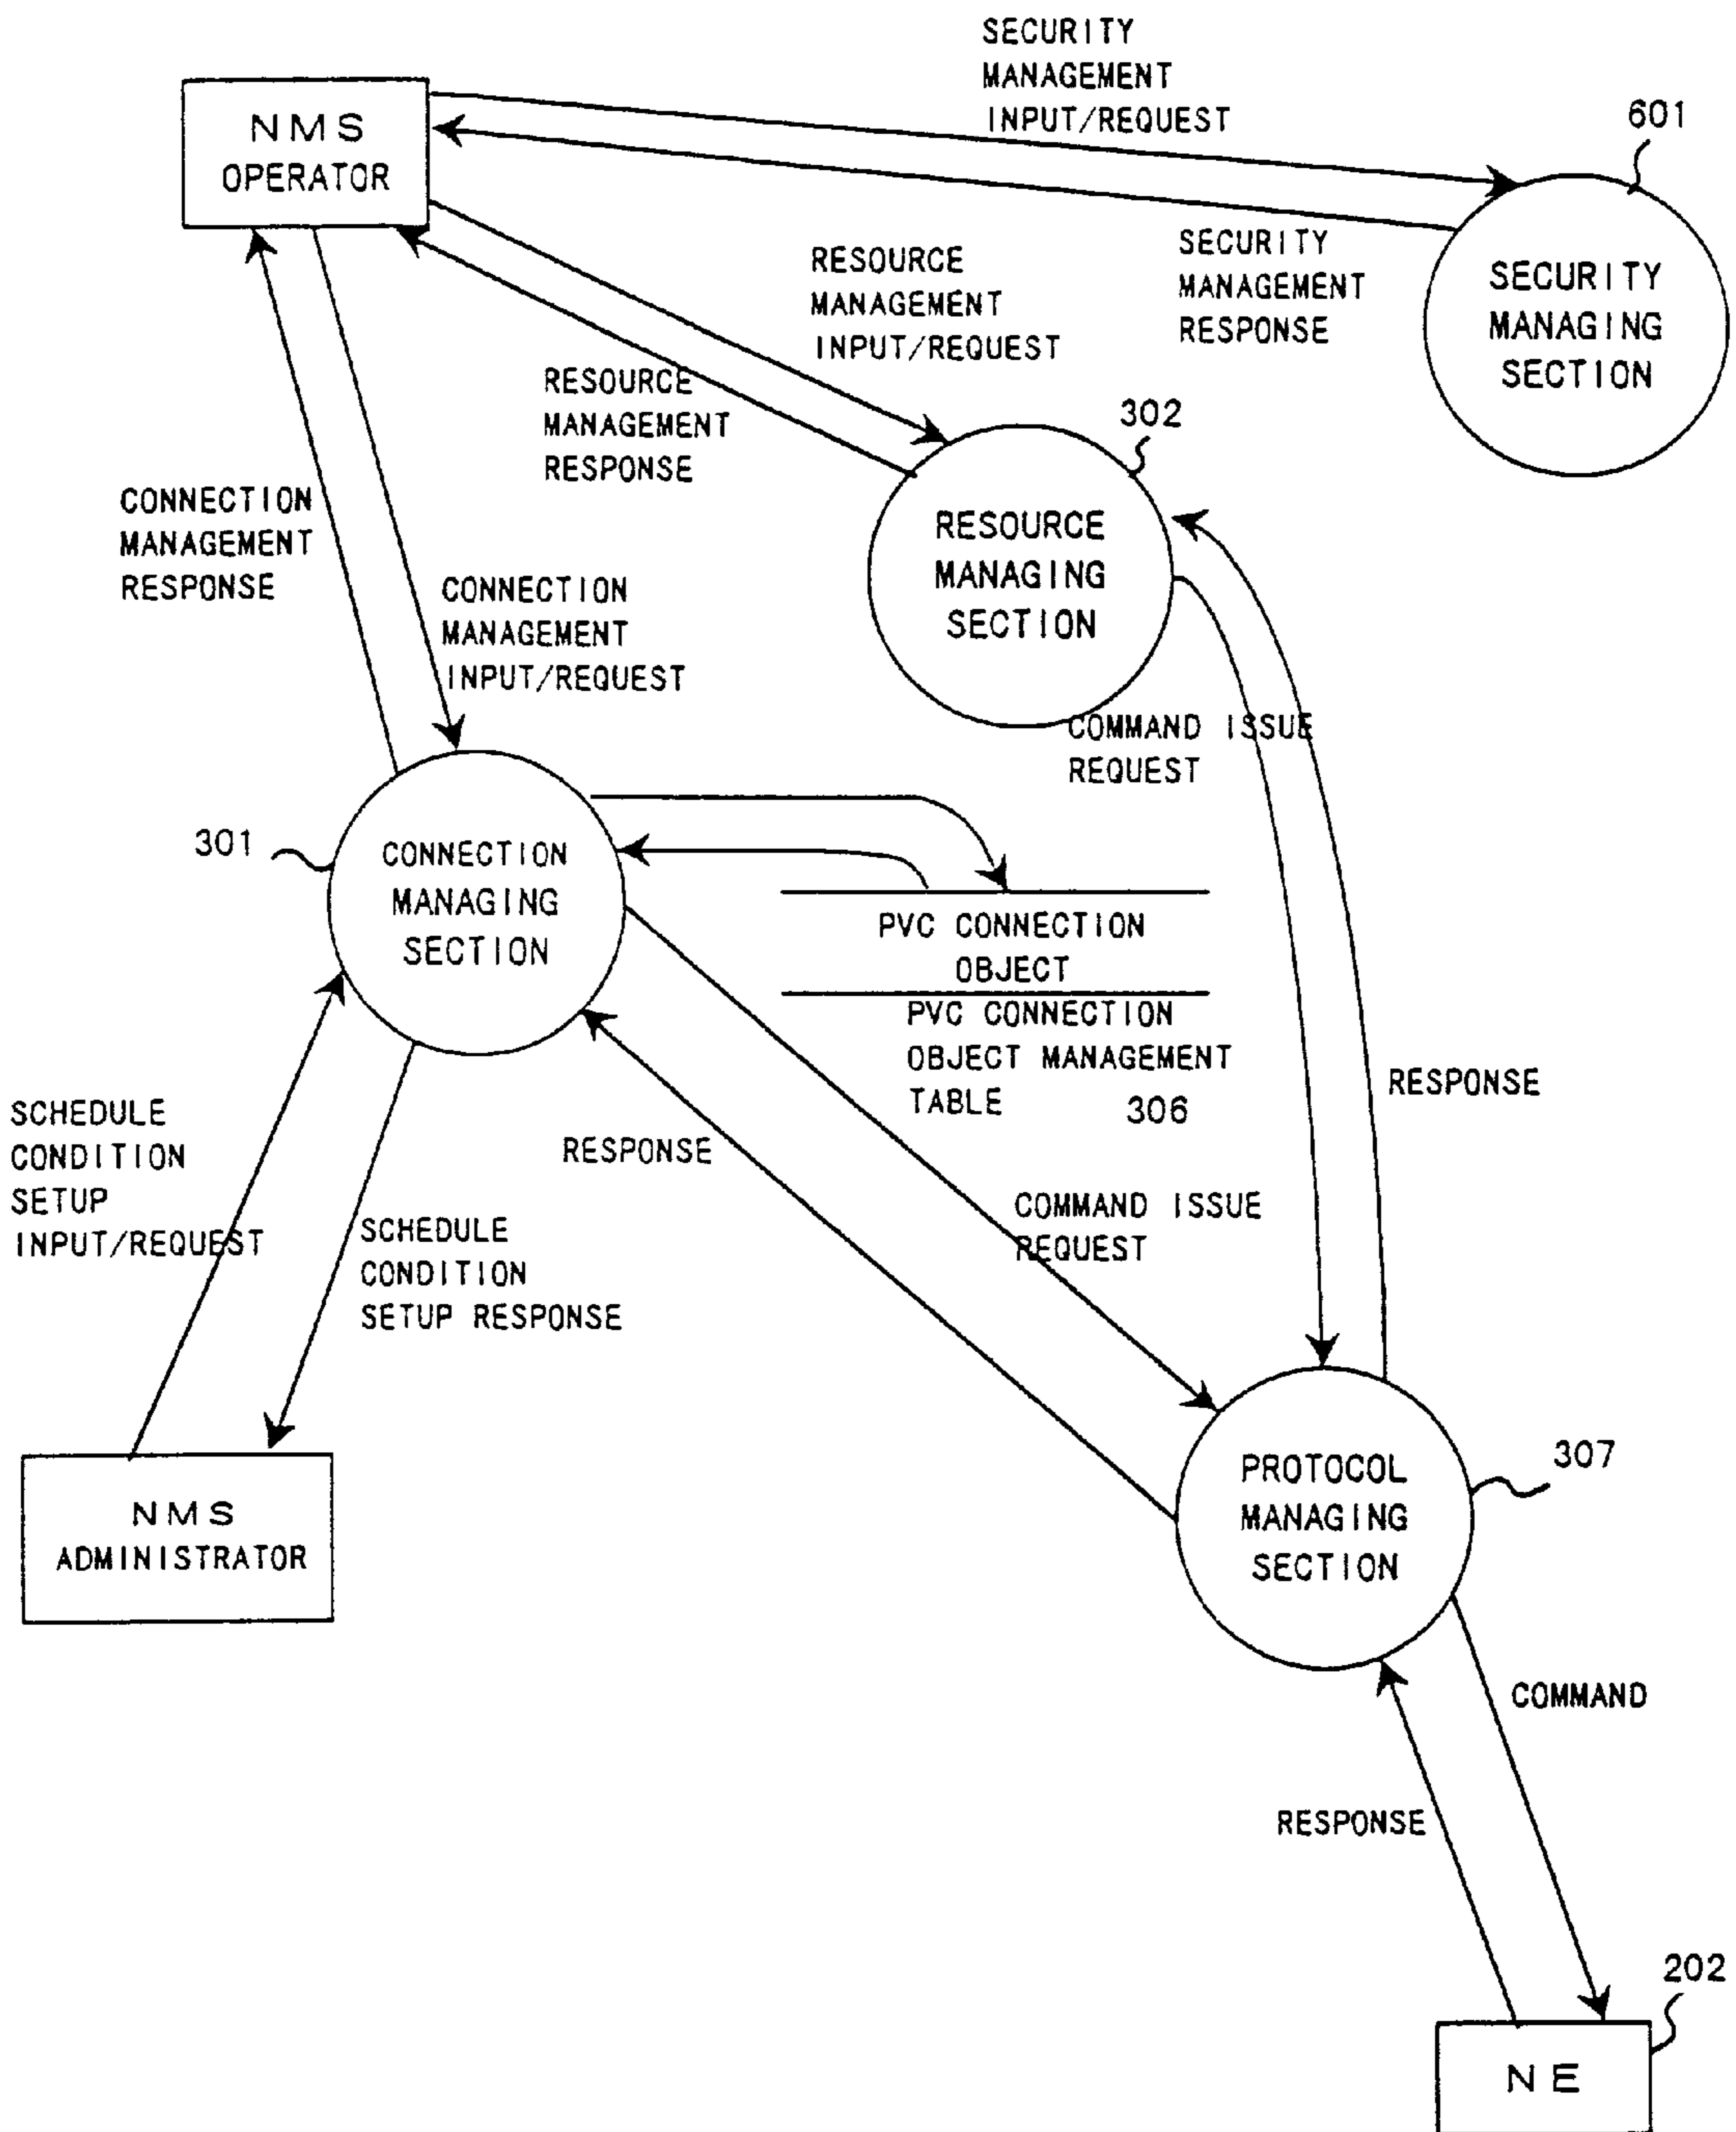 SECURITY
MANAGEMENT
INPUT/REQUEST
601
NMS
OPERATOR
SECURITY
MANAGING
SECTION
SECURITY
MANAGEMENT
RESPONSE
RESOURCE
MANAGEMENT
INPUT/REQUEST
RESOURCE
MANAGEMENT
RESPONSE
302
RESOURCE
MANAGING
SECTION
CONNECTION
MANAGEMENT
RESPONSE
CONNECTION
MANAGEMENT
INPUT/REQUEST
COMMAND ISSUE
REQUEST
301
CONNECTION
MANAGING
SECTION
PVC CONNECTION
OBJECT
PVC CONNECTION
OBJECT MANAGEMENT
TABLE 306
RESPONSE
SCHEDULE
CONDITION
SETUP
INPUT/REQUEST
RESPONSE
COMMAND ISSUE
REQUEST
SCHEDULE
CONDITION
SETUP RESPONSE
NMS
ADMINISTRATOR
PROTOCOL
MANAGING
SECTION
307
COMMAND
RESPONSE
202
NE